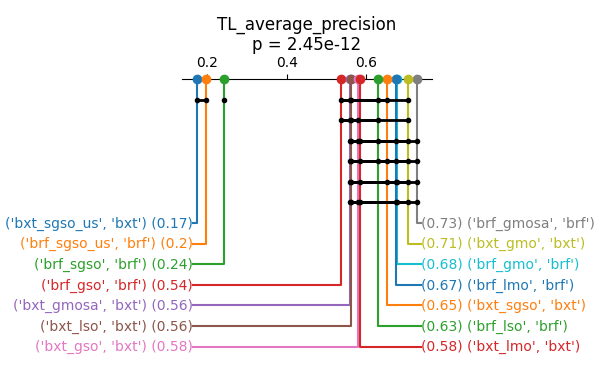 TL_average_precision
p = 2.45e-12
0.2 0.4 0.6
('bxt_sgso_us', 'bxt') (0.17) (0.73) ('brf_gmosa', 'brf')
('brf_sgso_us', 'brf') (0.2) (0.71) ('bxt_gmo', 'bxt')
('brf_sgso', 'brf') (0.24) (0.68) ('brf_gmo', 'brf')
('brf_gso', 'brf') (0.54) (0.67) ('brf_lmo', 'brf')
('bxt_gmosa', 'bxt') (0.56) (0.65) ('bxt_sgso', 'bxt')
('bxt_lso', 'bxt') (0.56) (0.63) ('brf_lso', 'brf')
('bxt_gso', 'bxt') (0.58) (0.58) ('bxt_lmo', 'bxt')